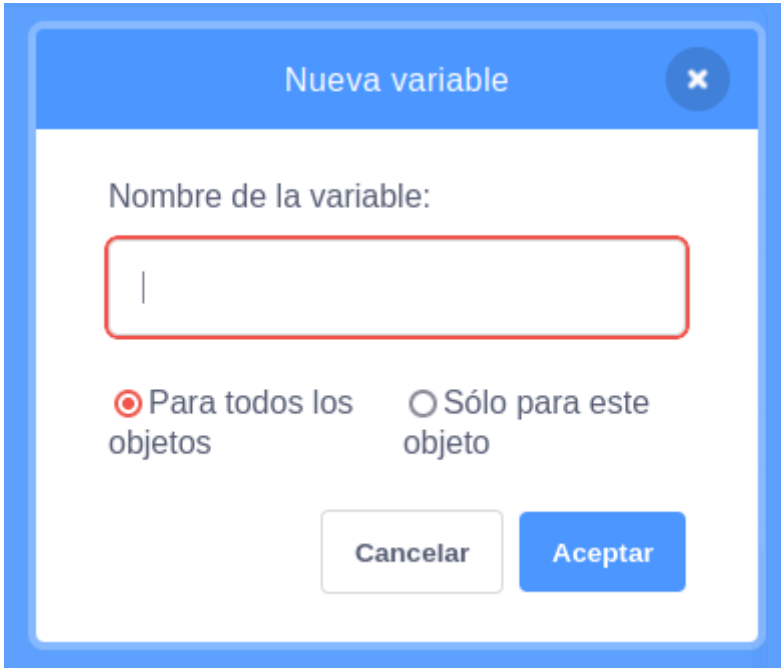 Nueva variable
Nombre de la variable:
Para todos los Sólo para este
objetos objeto
Cancelar Aceptar